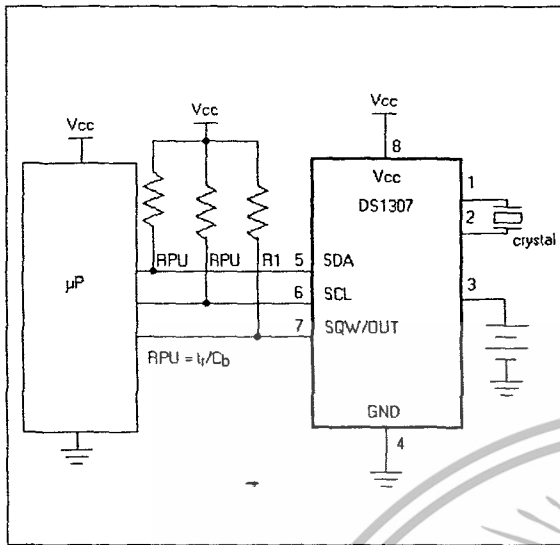 Vcc
Vcc
Vcc
8
Vcc
DS1307
1
2
crystal
μP
RPU
RPU
R1
5
SDA
6
SCL
3
7
SQW/OUT
RPU = tr/Cb
GND
4